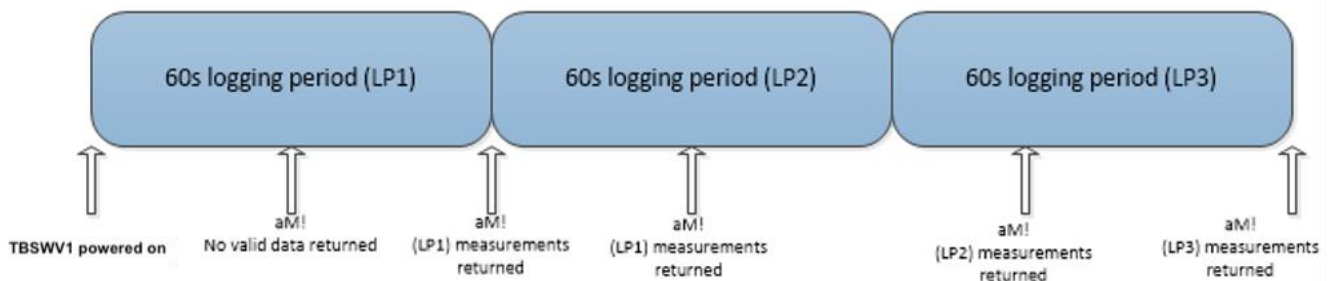 60s logging period (LP1)
60s logging period (LP2)
60s logging period (LP3)
TBSWV1 powered on
aM!
No valid data returned
aM!
(LP1) measurements
returned
aM!
(LP1) measurements
returned
aM!
(LP2) measurements
returned
aM!
(LP3) measurements
returned